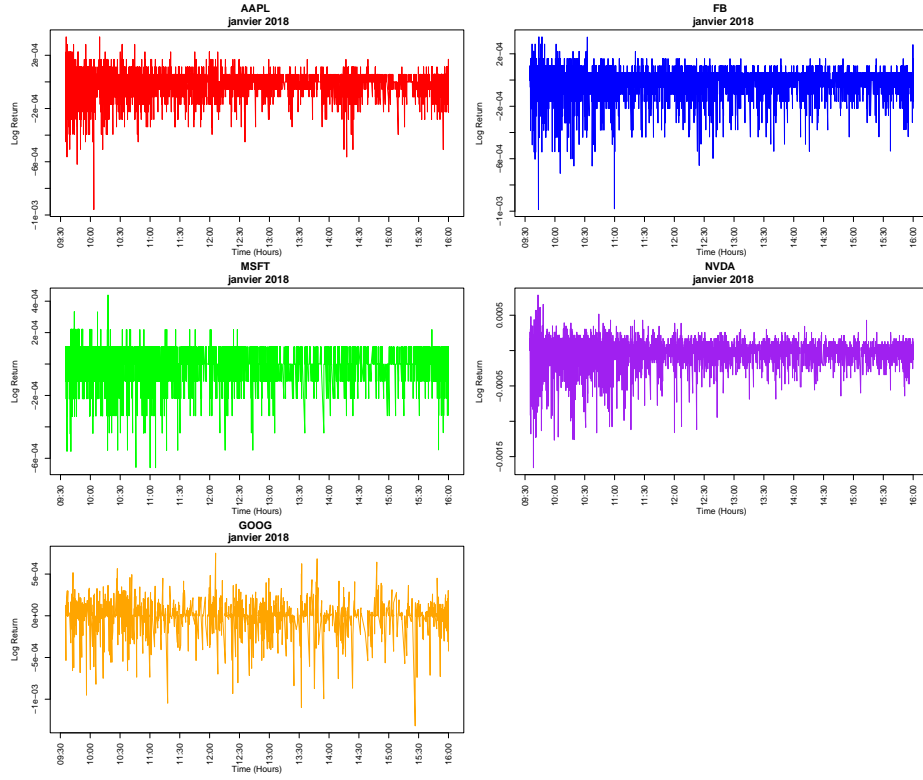 AAPL
janvier 2018
Log Return
2e-04
-2e-04
-6e-04
-1e-03
09:30 10:00 10:30 11:00 11:30 12:00 12:30 13:00 13:30 14:00 14:30 15:00 15:30 16:00
Time (Hours)
FB
janvier 2018
Log Return
2e-04
-2e-04
-6e-04
-1e-03
09:30 10:00 10:30 11:00 11:30 12:00 12:30 13:00 13:30 14:00 14:30 15:00 15:30 16:00
Time (Hours)
MSFT
janvier 2018
Log Return
4e-04
2e-04
-2e-04
-6e-04
09:30 10:00 10:30 11:00 11:30 12:00 12:30 13:00 13:30 14:00 14:30 15:00 15:30 16:00
Time (Hours)
NVDA
janvier 2018
Log Return
0.0005
-0.0005
-0.0015
09:30 10:00 10:30 11:00 11:30 12:00 12:30 13:00 13:30 14:00 14:30 15:00 15:30 16:00
Time (Hours)
GOOG
janvier 2018
Log Return
5e-04
0e+00
-5e-04
-1e-03
09:30 10:00 10:30 11:00 11:30 12:00 12:30 13:00 13:30 14:00 14:30 15:00 15:30 16:00
Time (Hours)